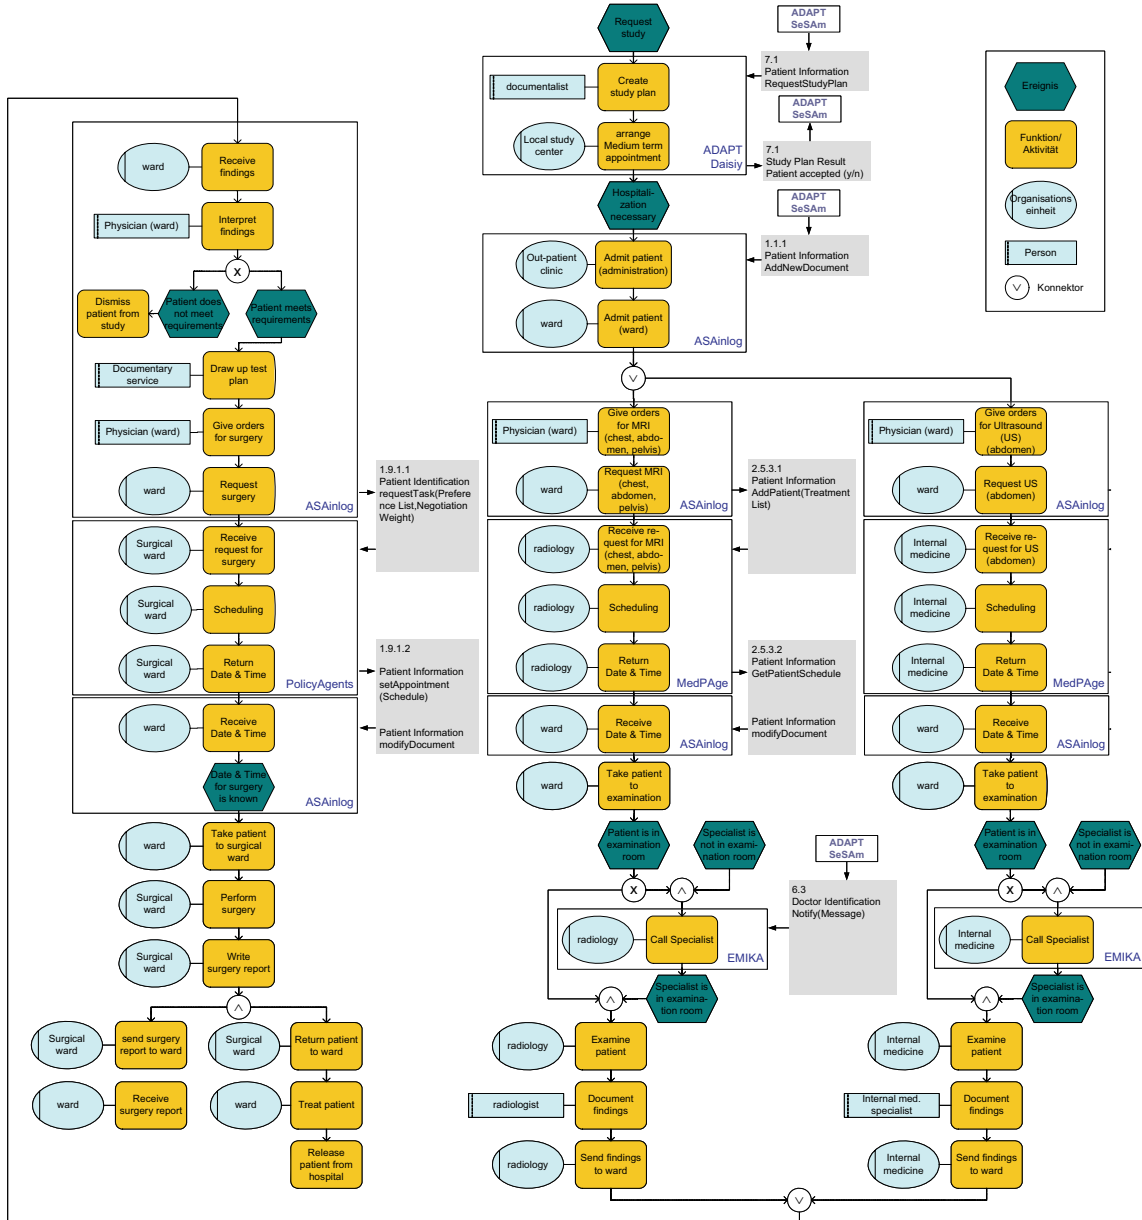 Request
study
ADAPT
SeSAm
7.1
Patient Information
RequestStudyPlan
documentalist
Create
study plan
ADAPT
SeSAm
Local study
center
arrange
Medium term
appointment
ADAPT
Daisiy
7.1
Study Plan Result
Patient accepted (y/n)
Hospitali-
zation
necessary
ADAPT
SeSAm
1.1.1
Patient Information
AddNewDocument
Out-patient
clinic
Admit patient
(administration)
ward
Admit patient
(ward)
ASAinlog
V
Ereignis
Funktion/
Aktivität
Organisations
einheit
Person
V
Konnektor
ward
Receive
findings
Physician (ward)
Interpret
findings
X
Dismiss
patient from
study
Patient does
not meet
requirements
Patient meets
requirements
Documentary
service
Draw up test
plan
Physician (ward)
Give orders
for surgery
ward
Request
surgery
ASAinlog
1.9.1.1
Patient Identification
requestTask(Prefere
nce List,Negotiation
Weight)
Surgical
ward
Receive
request for
surgery
Surgical
ward
Scheduling
Surgical
ward
Return
Date & Time
PolicyAgents
1.9.1.2
Patient Information
setAppointment
(Schedule)
Patient Information
modifyDocument
ward
Receive
Date & Time
Date & Time
for surgery
is known
ASAinlog
ward
Take patient
to surgical
ward
Surgical
ward
Perform
surgery
Surgical
ward
Write
surgery report
Λ
Surgical
ward
send surgery
report to ward
Surgical
ward
Return patient
to ward
ward
Receive
surgery report
ward
Treat patient
Release
patient from
hospital
Physician (ward)
Give orders
for MRI
(chest, abdo-
men, pelvis)
ward
Request MRI
(chest,
abdomen,
pelvis)
ASAinlog
2.5.3.1
Patient Information
AddPatient(Treatment
List)
radiology
Receive re-
quest for MRI
(chest, abdo-
men, pelvis)
radiology
Scheduling
radiology
Return
Date & Time
MedPAge
2.5.3.2
Patient Information
GetPatientSchedule
Patient Information
modifyDocument
ward
Receive
Date & Time
ASAinlog
ward
Take patient
to
examination
Patient is in
examination
room
Specialist is
not in exami-
nation room
X
Λ
radiology
Call Specialist
EMIKA
ADAPT
SeSAm
6.3
Doctor Identification
Notify(Message)
Specialist is
in examina-
tion room
Λ
radiology
Examine
patient
radiologist
Document
findings
radiology
Send findings
to ward
V
Physician (ward)
Give orders
for Ultrasound
(US)
(abdomen)
ward
Request US
(abdomen)
ASAinlog
Internal
medicine
Receive re-
quest for US
(abdomen)
Internal
medicine
Scheduling
Internal
medicine
Return
Date & Time
MedPAge
ward
Receive
Date & Time
ASAinlog
ward
Take patient
to
examination
Patient is in
examination
room
Specialist is
not in exami-
nation room
X
Λ
Internal
medicine
Call Specialist
EMIKA
Specialist is
in examina-
tion room
Λ
Internal
medicine
Examine
patient
Internal med.
specialist
Document
findings
Internal
medicine
Send findings
to ward